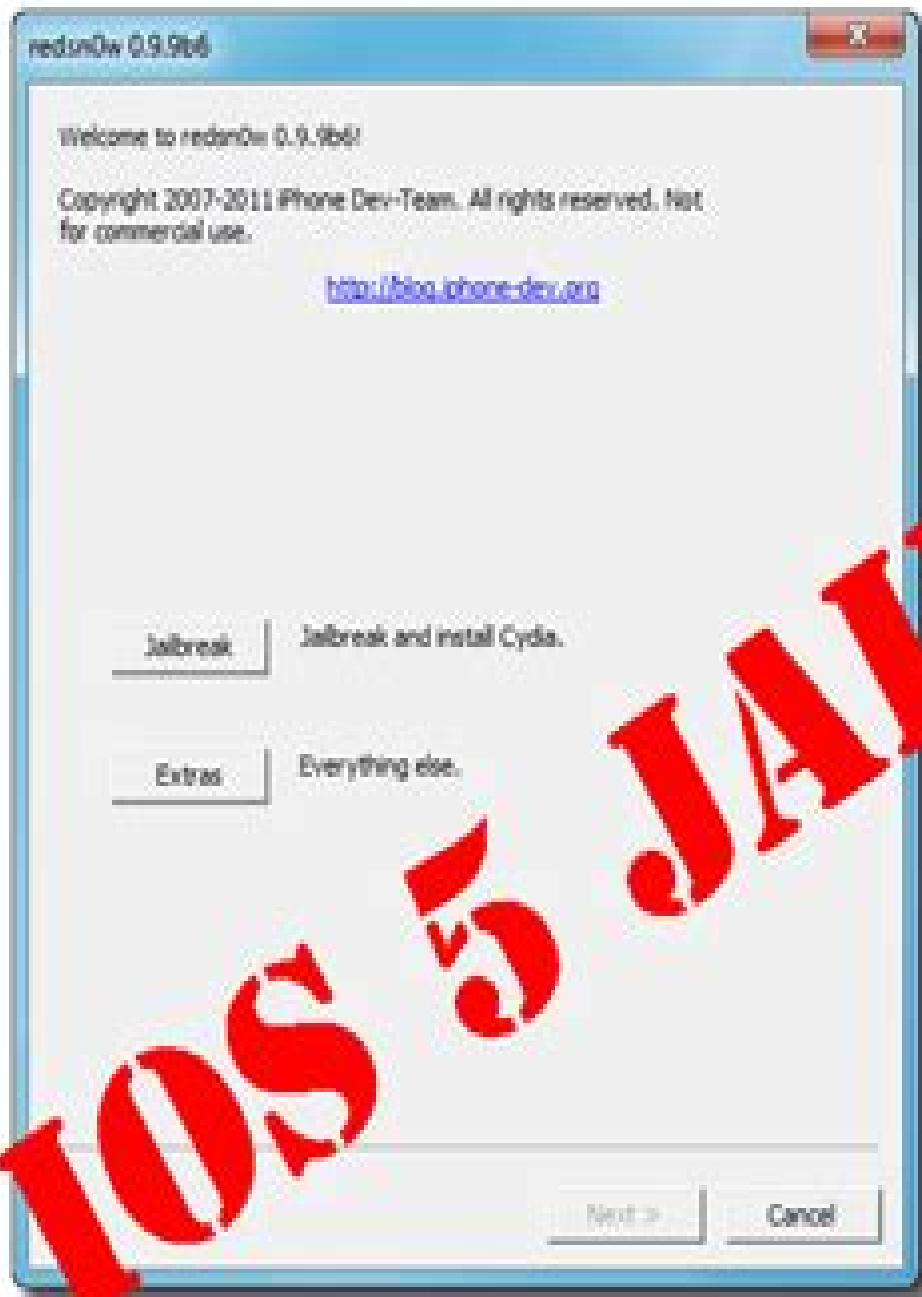 redsn0w 0.9.9b6
Welcome to redsn0w 0.9.9b6!
Copyright 2007-2011 iPhone Dev-Team. All rights reserved. Not
for commercial use.
http://blog.iphone-dev.org
Jailbreak
Jailbreak and install Cydia.
Extras
Everything else.
IOS 5 JAI
Next >
Cancel